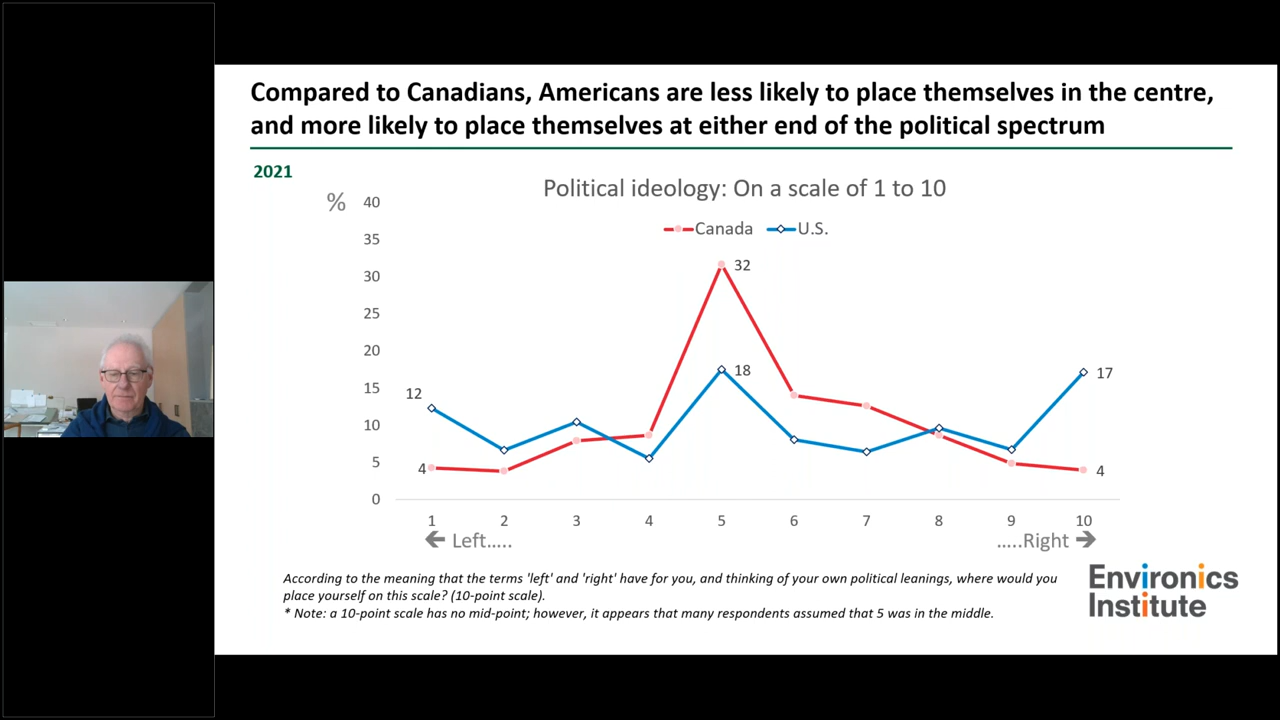 Compared to Canadians, Americans are less likely to place themselves in the centre,
and more likely to place themselves at either end of the political spectrum
2021
Political ideology: On a scale of 1 to 10
%
40
Canada
U.S.
35
30
25
20
15
10
5
0
32
18
12
17
4
4
1
2
3
4
5
6
7
8
9
10
Left.....
.....Right
According to the meaning that the terms 'left' and 'right' have for you, and thinking of your own political leanings, where would you
place yourself on this scale? (10-point scale).
* Note: a 10-point scale has no mid-point; however, it appears that many respondents assumed that 5 was in the middle.
Environics
Institute